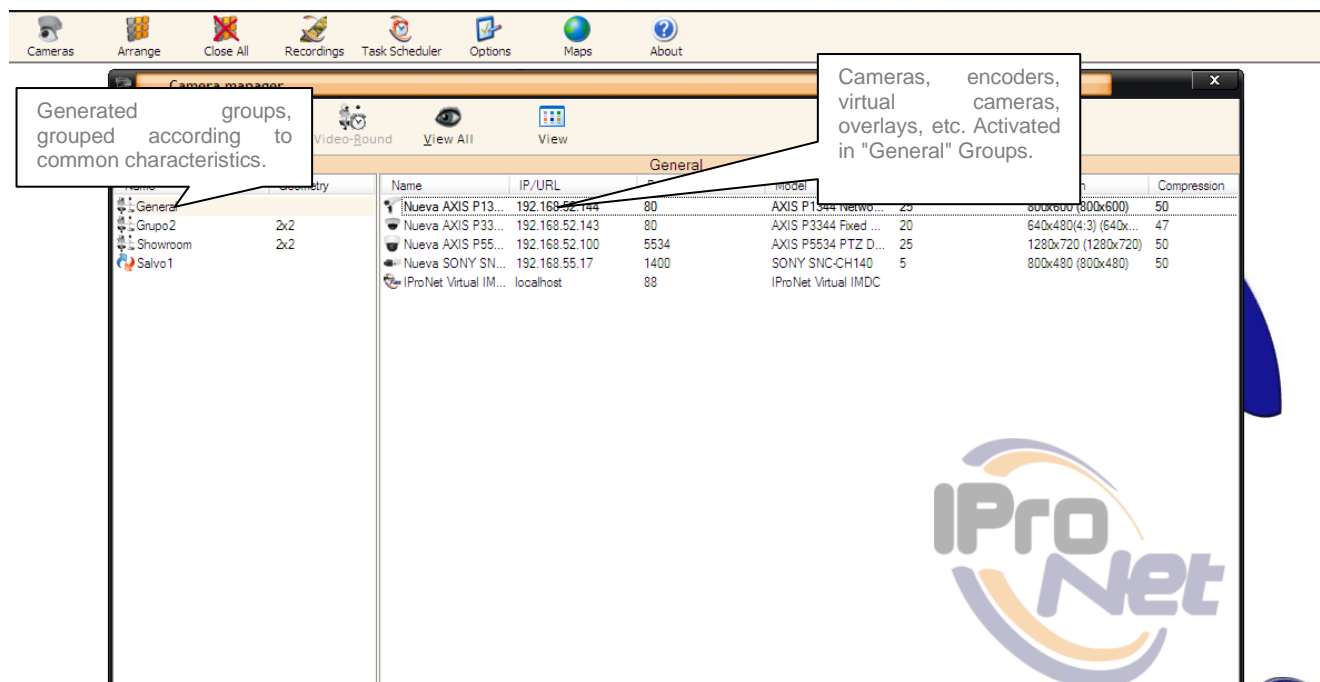 Cameras Arrange Close All Recordings Task Scheduler Options Maps About
Camera manager
x
Generated groups,
grouped according to
common characteristics.
Cameras, encoders,
virtual cameras,
overlays, etc. Activated
in "General" Groups.
Video-Round View All View
General
Name Geometry Name IP/URL Model Compression
General Nueva AXIS P13... 192.168.52.144 80 AXIS P1344 Netwo... 25 800x600 (800x600) 50
Grupo2 2x2 Nueva AXIS P33... 192.168.52.143 80 AXIS P3344 Fixed ... 20 640x480(4:3) (640x... 47
Showroom 2x2 Nueva AXIS P55... 192.168.52.100 5534 AXIS P5534 PTZ D... 25 1280x720 (1280x720) 50
Salvo1 Nueva SONY SN... 192.168.55.17 1400 SONY SNC-CH140 5 800x480 (800x480) 50
IProNet Virtual IM... localhost 88 IProNet Virtual IMDC
IPro
Net